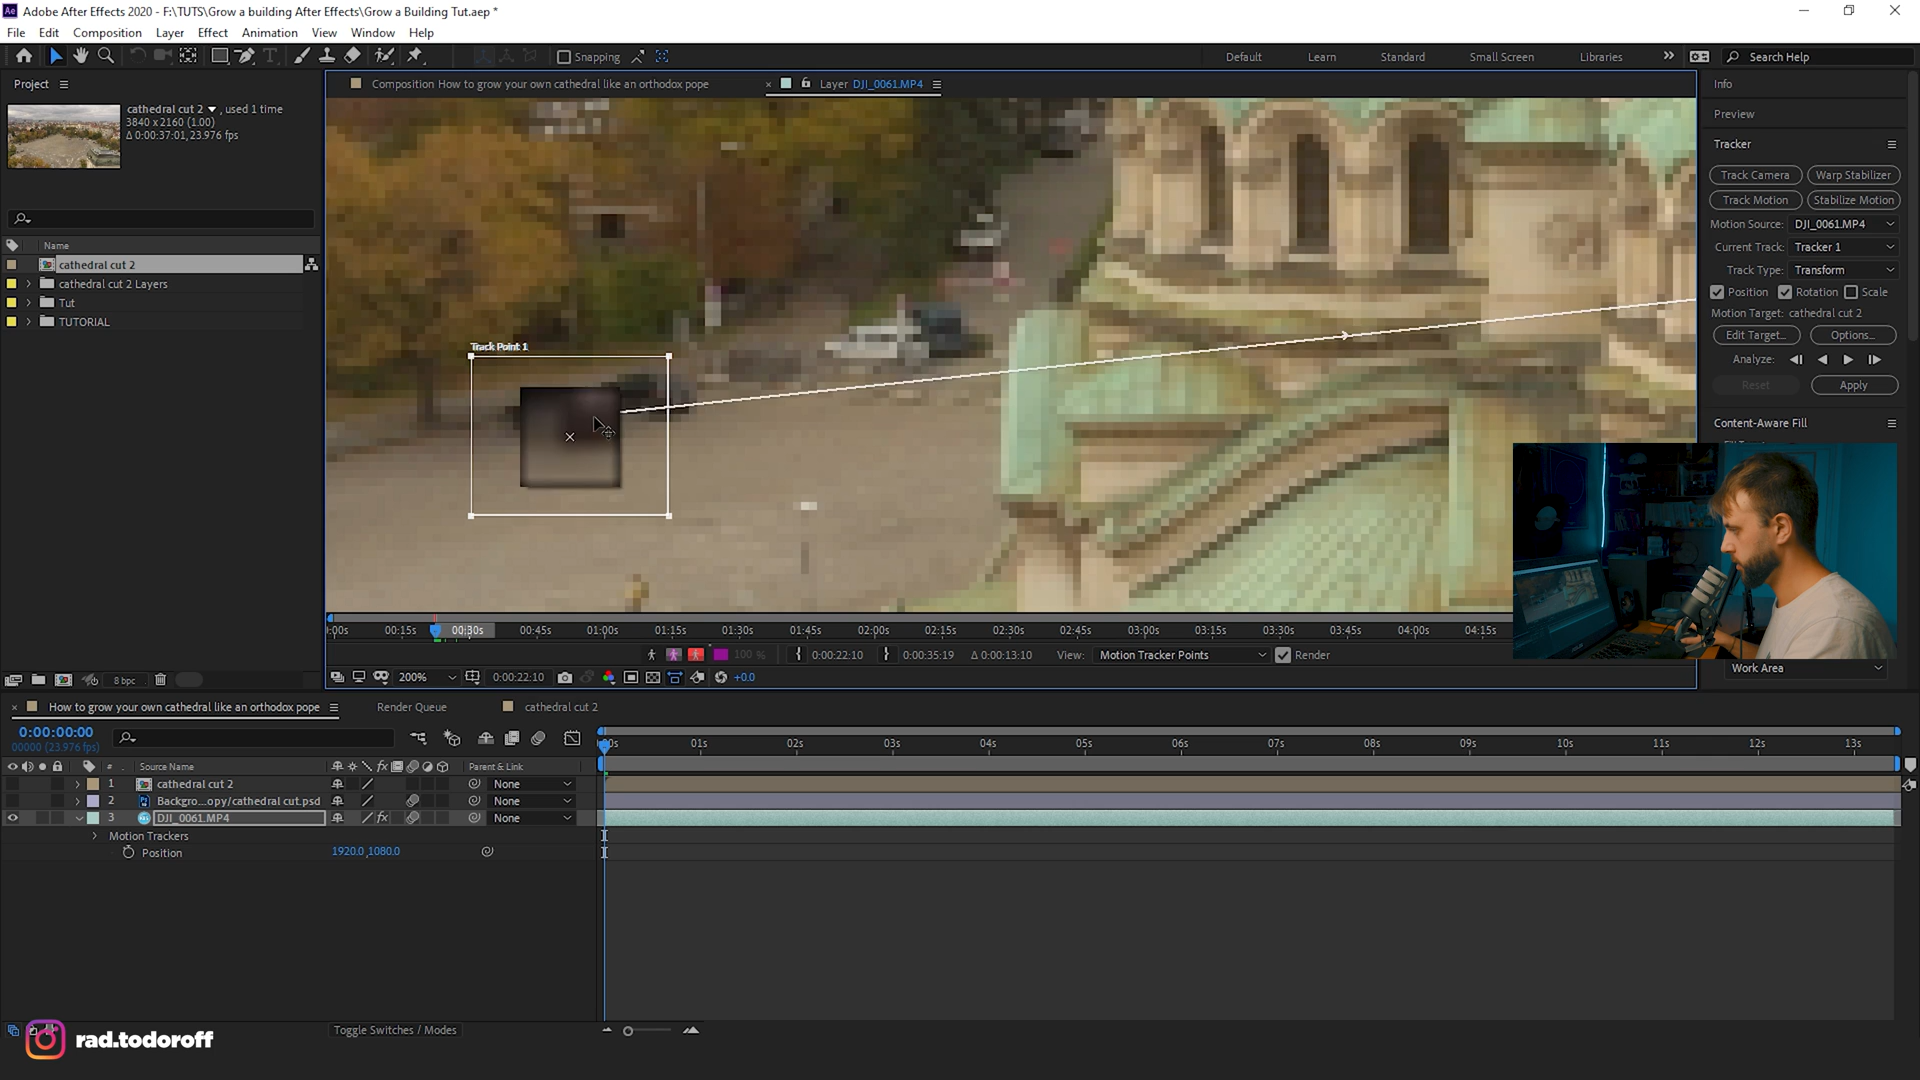 Adobe After Effects 2020 - F:\TUTS\Grow a building After Effects\Grow a Building Tut.aep *
File Edit Composition Layer Effect Animation View Window Help
Snapping Default Learn Standard Small Screen Libraries Search Help
Project
cathedral cut 2 , used 1 time
3840 x 2160 (1.00)
Δ 0:00:37:01, 23.976 fps
Name
cathedral cut 2
cathedral cut 2 Layers
Tut
TUTORIAL
8 bpc
Composition How to grow your own cathedral like an orthodox pope
Layer DJI_0061.MP4
Track Point 1
:00s 00:15s 00:30s 00:45s 01:00s 01:15s 01:30s 01:45s 02:00s 02:15s 02:30s 02:45s 03:00s 03:15s 03:30s 03:45s 04:00s 04:15s
100 % 0:00:22:10 0:00:35:19 Δ 0:00:13:10 View: Motion Tracker Points Render
200% 0:00:22:10 +0.0
Info
Preview
Tracker
Track Camera Warp Stabilizer
Track Motion Stabilize Motion
Motion Source: DJI_0061.MP4
Current Track: Tracker 1
Track Type: Transform
Position Rotation Scale
Motion Target: cathedral cut 2
Edit Target... Options...
Analyze:
Reset Apply
Content-Aware Fill
Work Area
How to grow your own cathedral like an orthodox pope Render Queue cathedral cut 2
0:00:00:00
00000 (23.976 fps)
# Source Name Parent & Link
1 cathedral cut 2 None
2 Backgro...opy/cathedral cut.psd None
3 DJI_0061.MP4 fx None
Motion Trackers
Position 1920.0,1080.0
01s 02s 03s 04s 05s 06s 07s 08s 09s 10s 11s 12s 13s
Toggle Switches / Modes
rad.todoroff